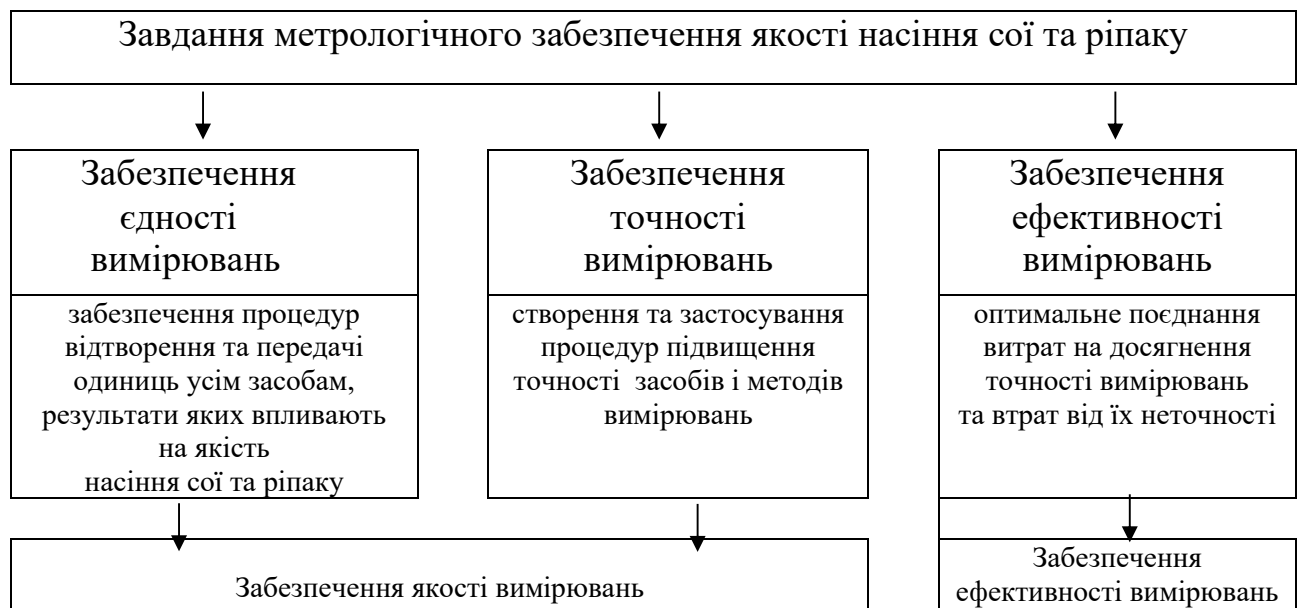 Завдання метрологічного забезпечення якості насіння сої та ріпаку
Забезпечення
єдності
вимірювань
забезпечення процедур
відтворення та передачі
одиниць усім засобам,
результати яких впливають
на якість
насіння сої та ріпаку
Забезпечення
точності
вимірювань
створення та застосування
процедур підвищення
точності засобів і методів
вимірювань
Забезпечення
ефективності
вимірювань
оптимальне поєднання
витрат на досягнення
точності вимірювань
та втрат від їх неточності
Забезпечення якості вимірювань
Забезпечення
ефективності вимірювань